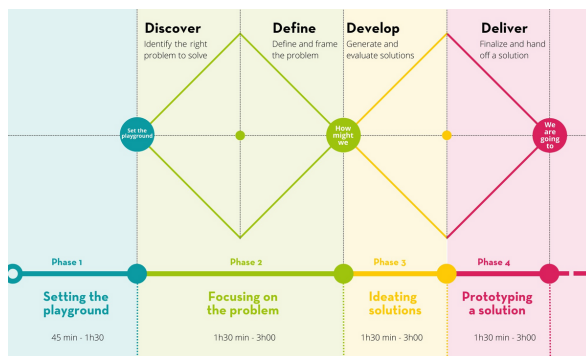 Discover
Identify the right
problem to solve
Define
Define and frame
the problem
Develop
Generate and
evaluate solutions
Deliver
Finalize and hand
off a solution
Set the
playground
How
might
we
We are
going
to
Phase 1
Phase 2
Phase 3
Phase 4
Setting the
playground
Focusing on
the problem
Ideating
solutions
Prototyping
a solution
45 min - 1h30
1h30 min - 3h00
1h30 min - 3h00
1h30 min - 3h00